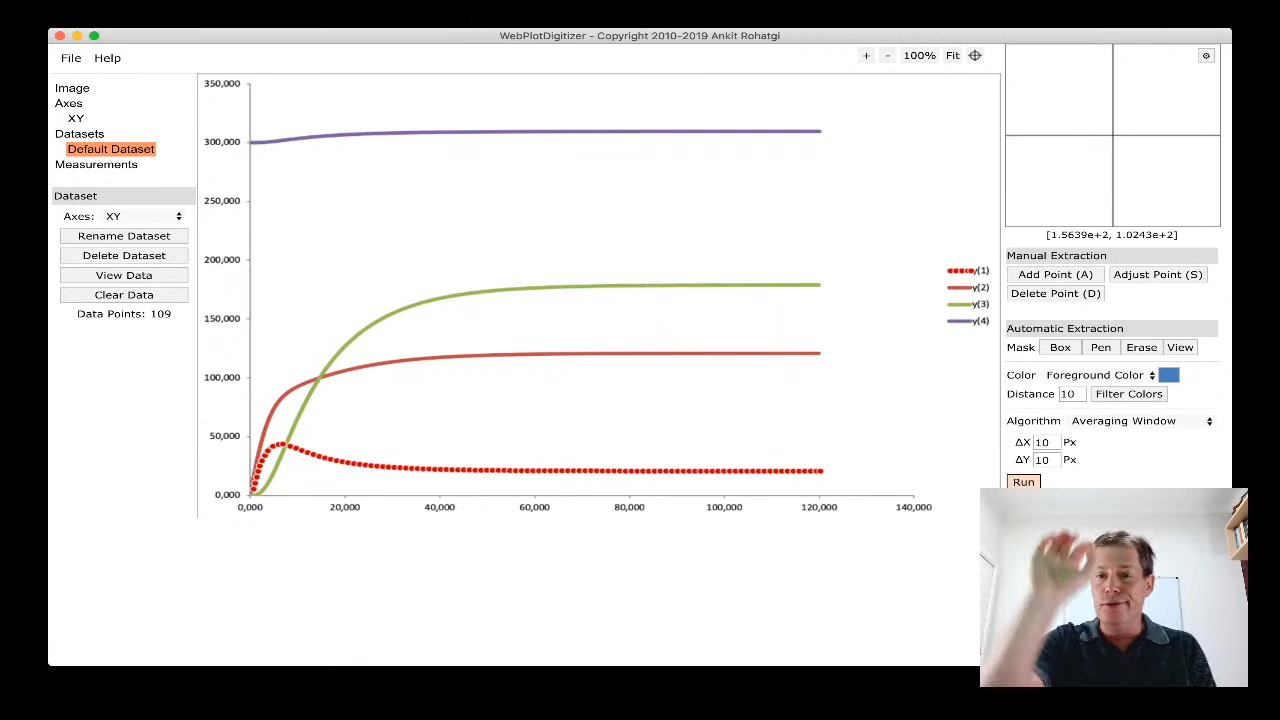 WebPlotDigitizer - Copyright 2010-2019 Ankit Rohatgi
File Help
+ - 100% Fit
Image
Axes
XY
Datasets
Default Dataset
Measurements
Dataset
Axes: XY
Rename Dataset
Delete Dataset
View Data
Clear Data
Data Points: 109
350,000
300,000
250,000
200,000
150,000
100,000
50,000
0,000
0,000 20,000 40,000 60,000 80,000 100,000 120,000 140,000
y(1)
y(2)
y(3)
y(4)
[1.5639e+2, 1.0243e+2]
Manual Extraction
Add Point (A) Adjust Point (S)
Delete Point (D)
Automatic Extraction
Mask Box Pen Erase View
Color Foreground Color
Distance 10 Filter Colors
Algorithm Averaging Window
ΔX 10 Px
ΔY 10 Px
Run